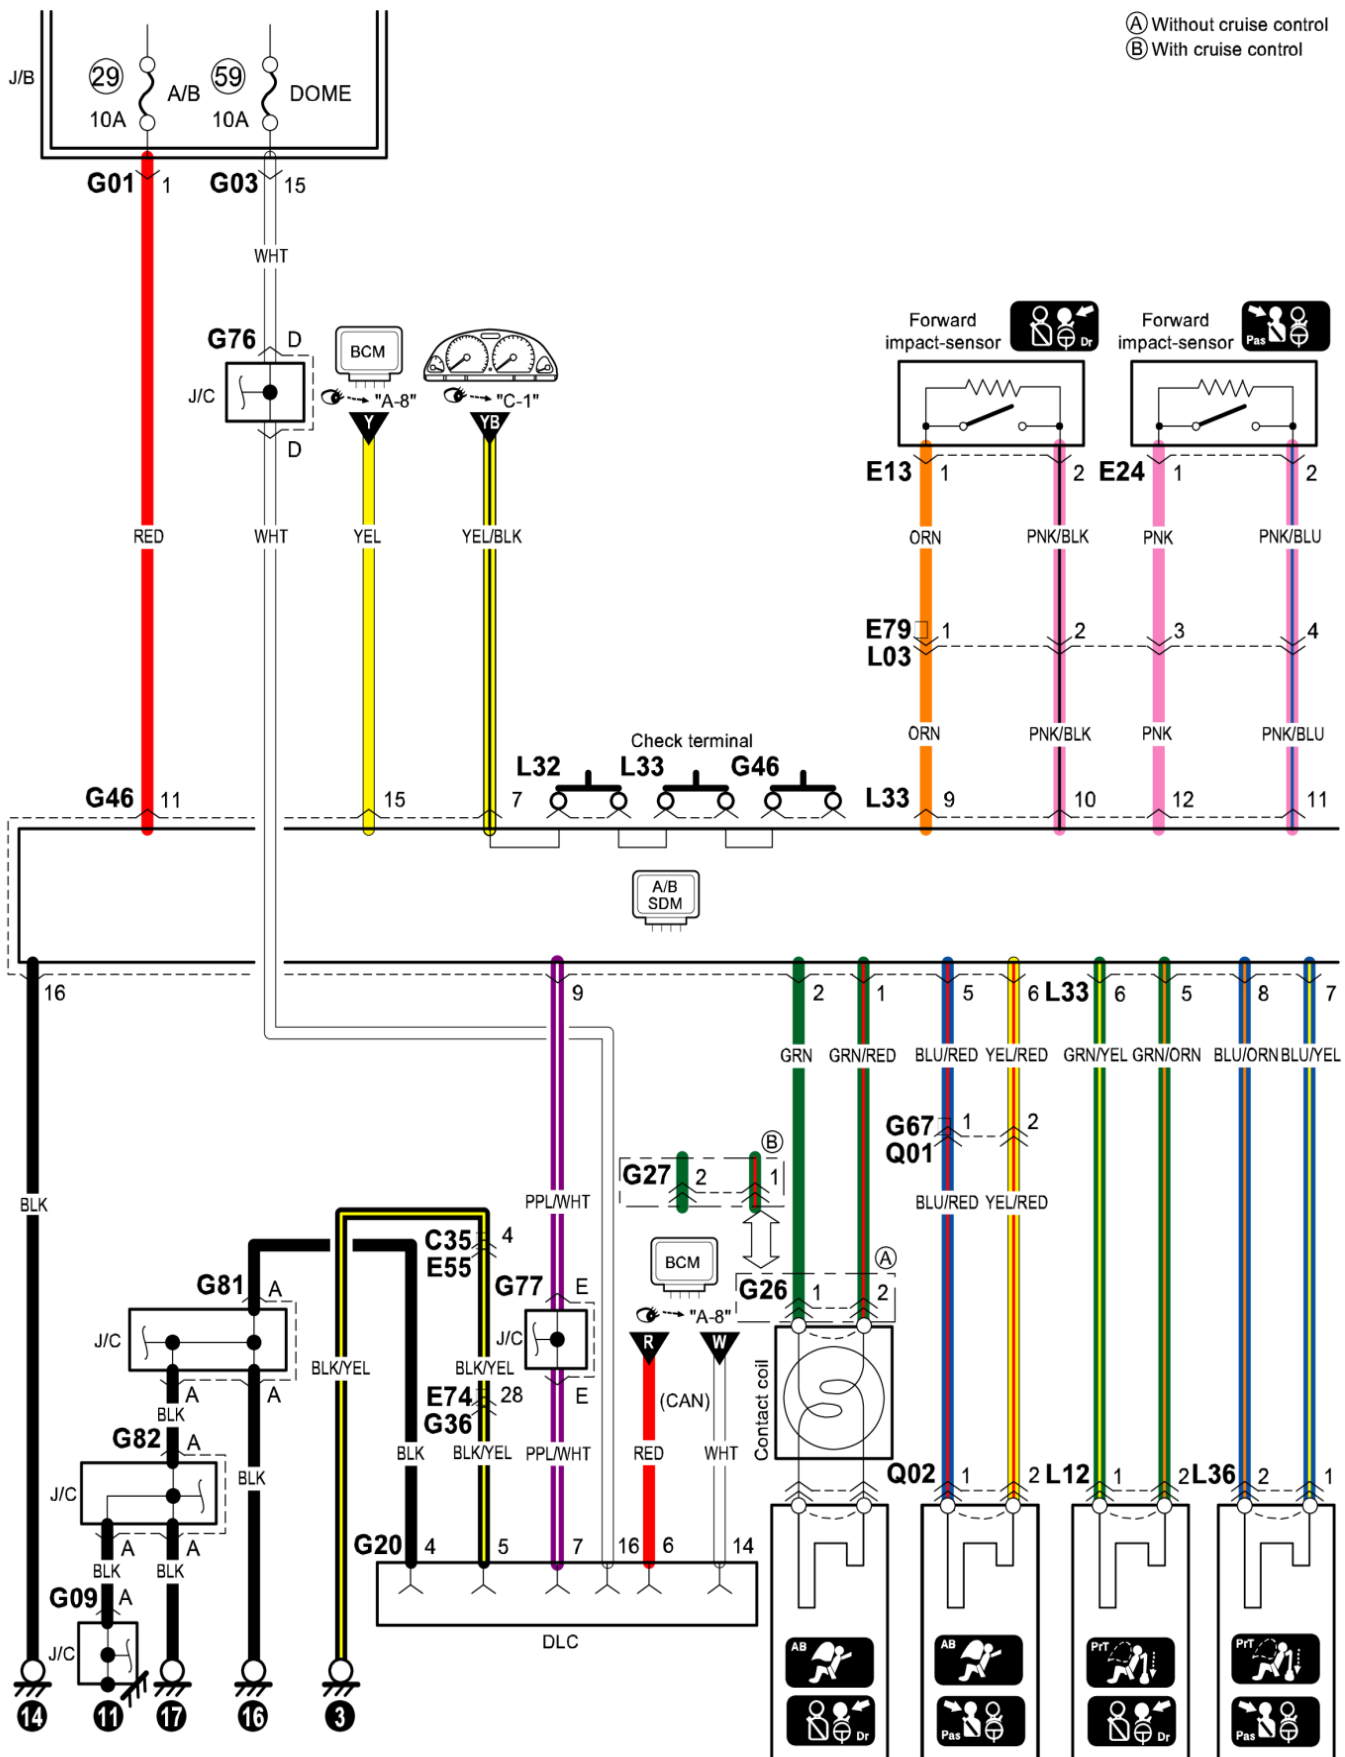 Ⓐ Without cruise control
Ⓑ With cruise control
J/B
29
10A
A/B
59
10A
DOME
G01 1
G03 15
WHT
G76 D
J/C
D
BCM
"A-8"
Y
"C-1"
YB
Forward
impact-sensor
Dr
Forward
impact-sensor
Pas
E13 1 2
E24 1 2
RED WHT YEL YEL/BLK ORN PNK/BLK PNK PNK/BLU
E79 1 2 3 4
L03
ORN PNK/BLK PNK PNK/BLU
Check terminal
L32 L33 G46
G46 11 15 7
L33 9 10 12 11
A/B
SDM
16 9 2 1 5 6 L33 6 5 8 7
GRN GRN/RED BLU/RED YEL/RED GRN/YEL GRN/ORN BLU/ORN BLU/YEL
G67 1 2
Q01
Ⓑ
G27 2 1
BLK PPL/WHT BLU/RED YEL/RED
C35 4
E55
BCM
"A-8"
R W
(CAN)
Ⓐ
G26 1 2
G81 A
J/C
A A
G77 E
J/C
E
BLK/YEL BLK/YEL
E74 28
G36
Contact coil
BLK
G82 A
J/C
A A
BLK
BLK BLK/YEL PPL/WHT RED WHT
Q02 1 2 L12 1 2 L36 2 1
BLK BLK
G09 A
J/C
G20 4 5 7 16 6 14
DLC
AB
Dr
AB
Pas
PrT
Dr
PrT
Pas
14 11 17 16 3